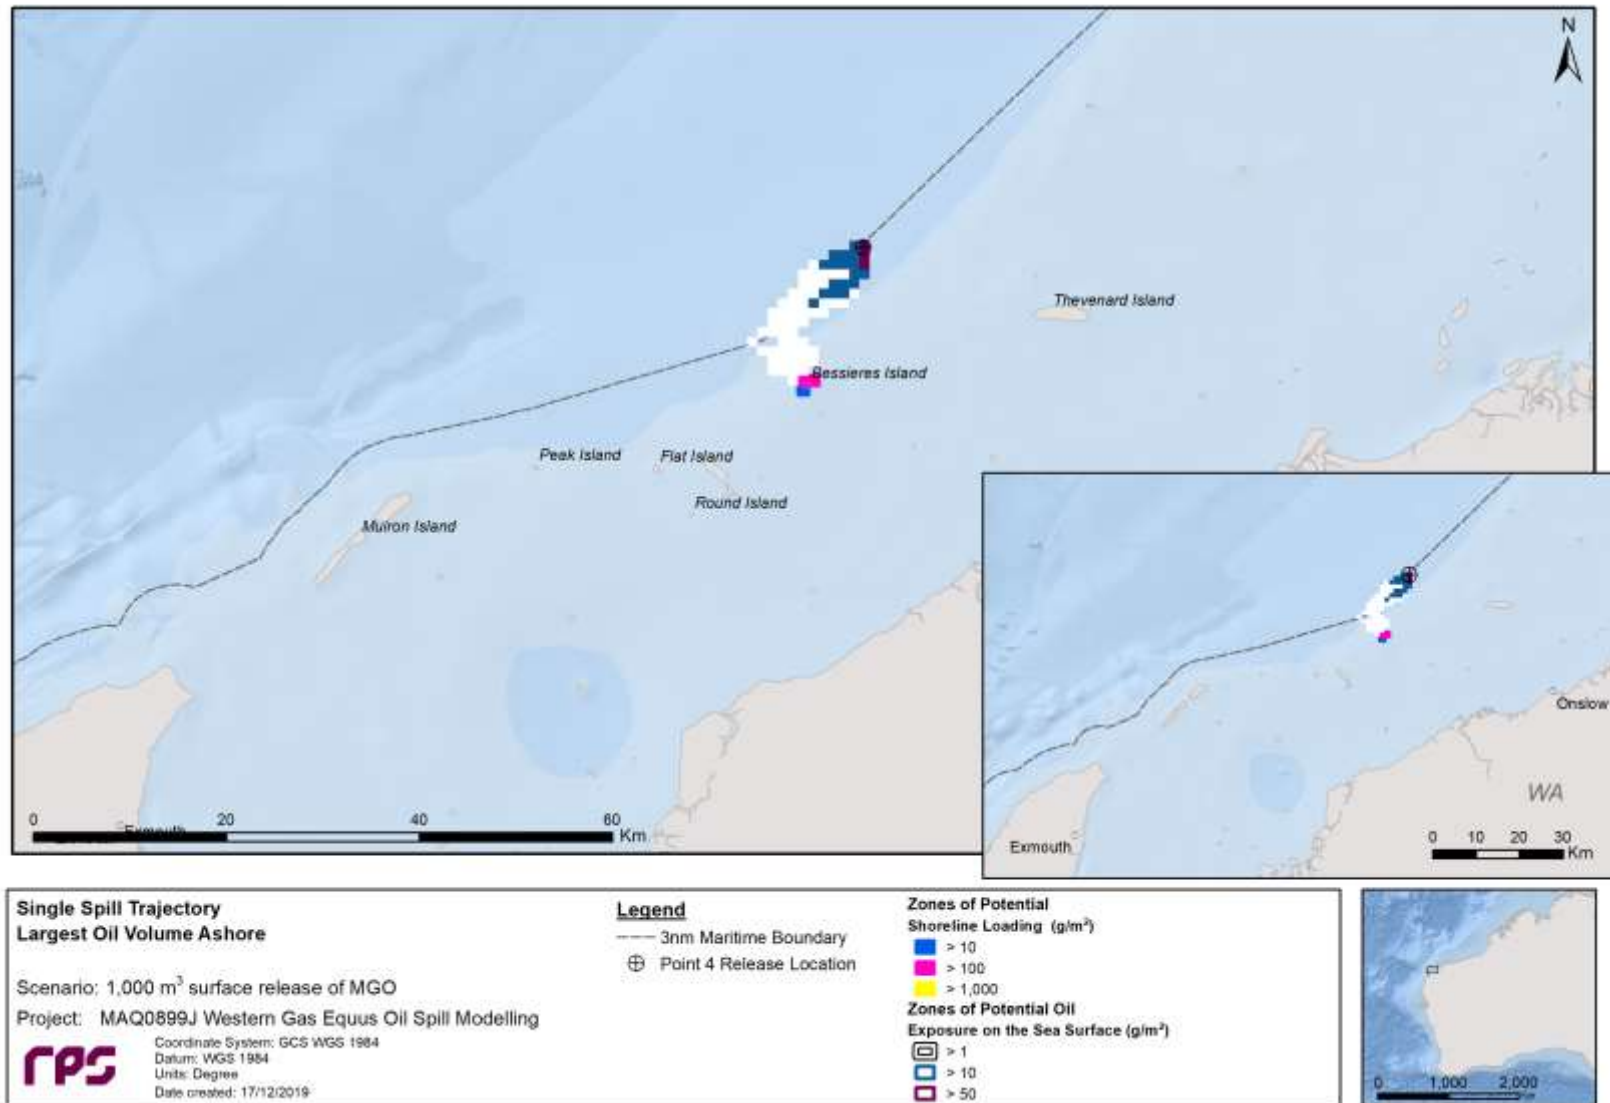 N
Thevenard Island
Bessieres Island
Peak Island
Flat Island
Round Island
Muiron Island
0 20 40 60 Km
Exmouth
Onslow
WA
Exmouth
0 10 20 30 Km
Single Spill Trajectory
Largest Oil Volume Ashore
Scenario: 1,000 m³ surface release of MGO
Project: MAQ0899J Western Gas Equus Oil Spill Modelling
rps
Coordinate System: GCS WGS 1984
Datum: WGS 1984
Units: Degree
Date created: 17/12/2019
Legend
3nm Maritime Boundary
Point 4 Release Location
Zones of Potential
Shoreline Loading (g/m²)
> 10
> 100
> 1,000
Zones of Potential Oil
Exposure on the Sea Surface (g/m²)
> 1
> 10
> 50
0 1,000 2,000